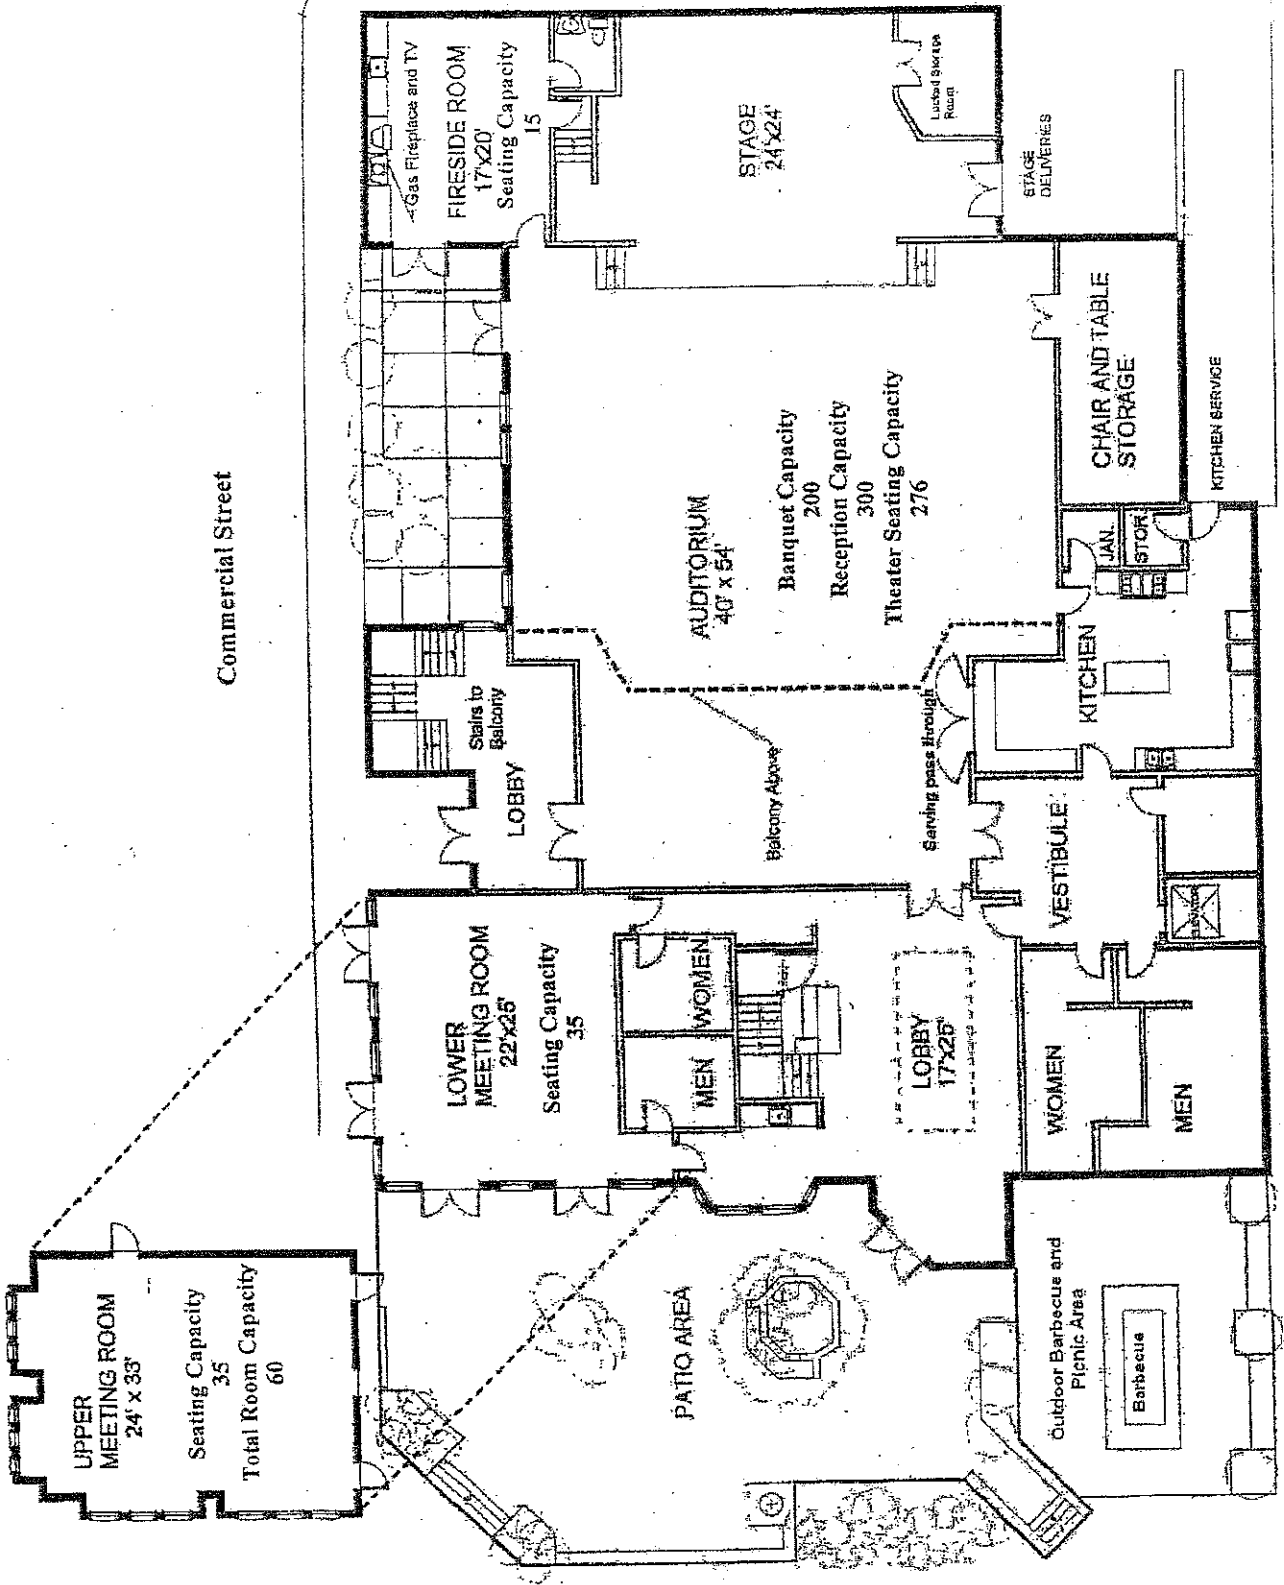 Commercial Street
UPPER
MEETING ROOM
24' x 33'
Seating Capacity
35
Total Room Capacity
60
LOWER
MEETING ROOM
22'x25'
Seating Capacity
35
MEN
WOMEN
LOBBY
17'x25'
WOMEN
MEN
PATIO AREA
Outdoor Barbecue and
Picnic Area
Barbecue
Stairs to
Balcony
LOBBY
Balcony Above
Serving pass through
VESTIBULE
ELEVATOR
KITCHEN
JAN.
STOR.
KITCHEN SERVICE
AUDITORIUM
40' x 54'
Banquet Capacity
200
Reception Capacity
300
Theater Seating Capacity
276
CHAIR AND TABLE
STORAGE
Gas Fireplace and TV
FIRESIDE ROOM
17'x20'
Seating Capacity
15
STAGE
24'x24'
Locked Storage
Room
STAGE
DELIVERIES